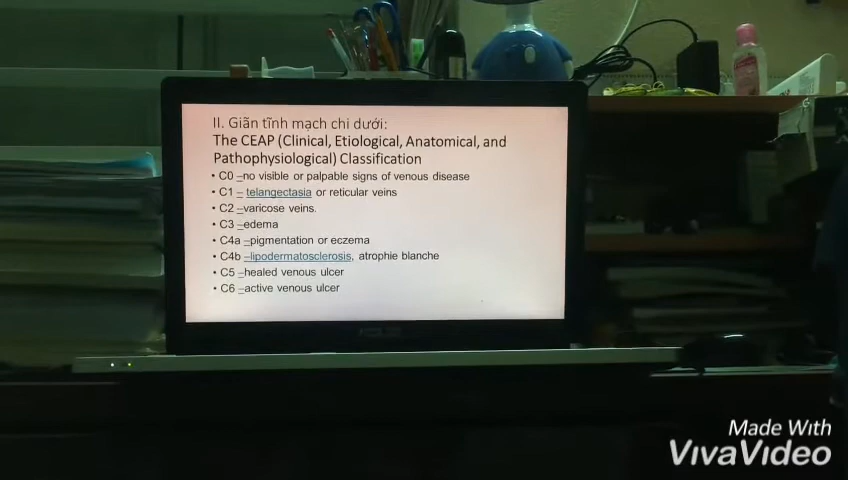 II. Giãn tĩnh mạch chi dưới:
The CEAP (Clinical, Etiological, Anatomical, and
Pathophysiological) Classification
• C0 –no visible or palpable signs of venous disease
• C1 – telangectasia or reticular veins
• C2 –varicose veins.
• C3 –edema
• C4a –pigmentation or eczema
• C4b –lipodermatosclerosis, atrophie blanche
• C5 –healed venous ulcer
• C6 –active venous ulcer
ASUS
Made With
VivaVideo